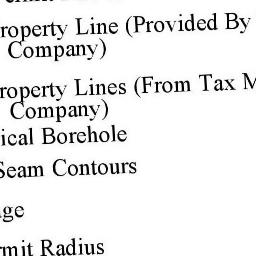 roperty Line (Provided By
Company)
roperty Lines (From Tax M
Company)
ical Borehole
Seam Contours
ge
rmit Radius